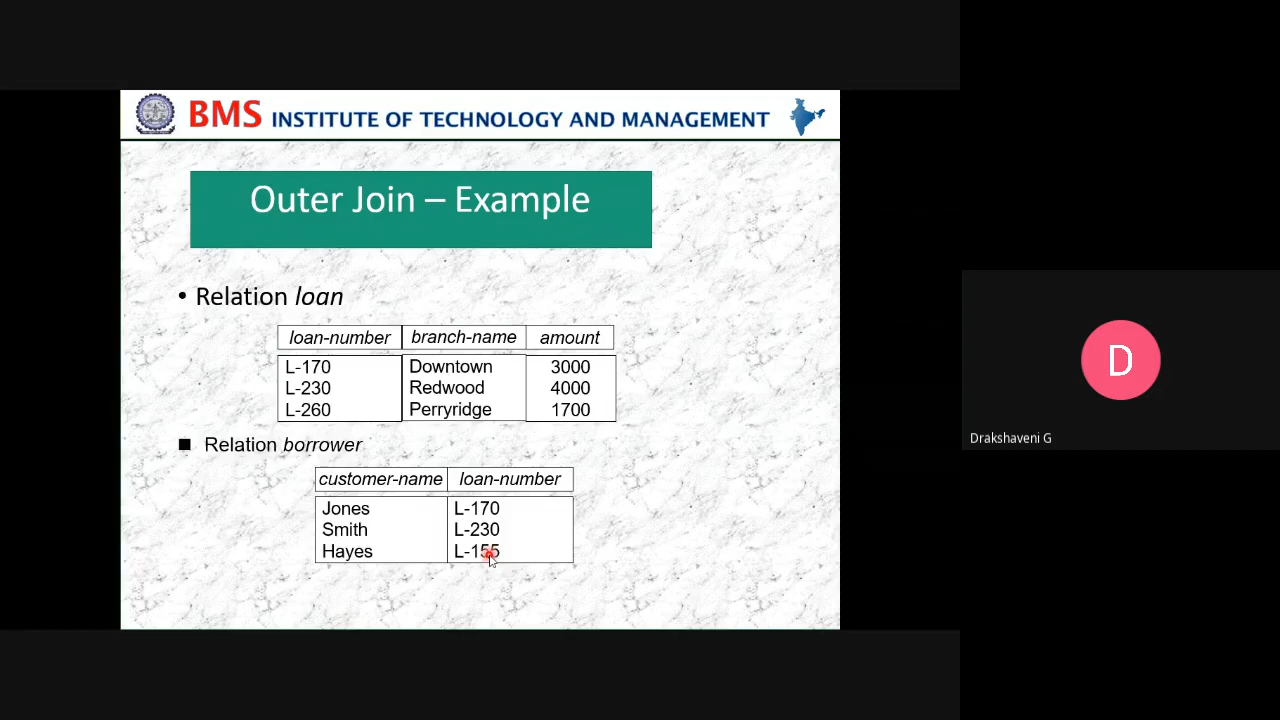 BMS INSTITUTE OF TECHNOLOGY AND MANAGEMENT
Outer Join – Example
• Relation loan
loan-number branch-name amount
L-170 Downtown 3000
L-230 Redwood 4000
L-260 Perryridge 1700
■ Relation borrower
customer-name loan-number
Jones L-170
Smith L-230
Hayes L-155
D
Drakshaveni G